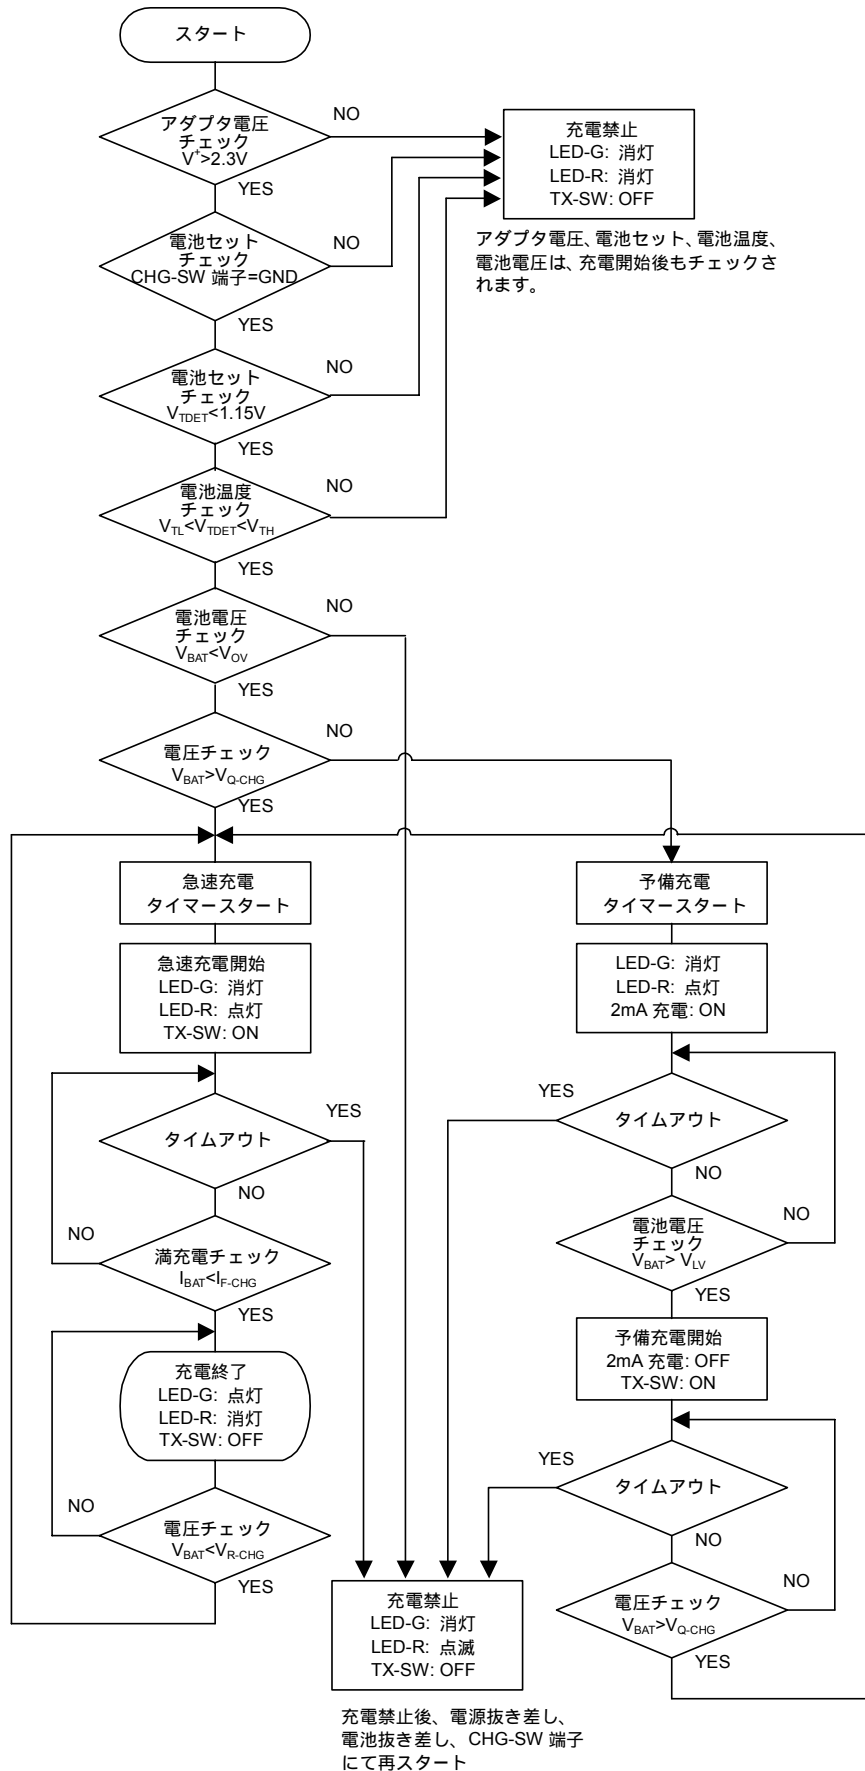 スタート
アダプタ電圧
チェック
V⁺>2.3V
NO
YES
充電禁止
LED-G: 消灯
LED-R: 消灯
TX-SW: OFF
アダプタ電圧、電池セット、電池温度、
電池電圧は、充電開始後もチェックさ
れます。
電池セット
チェック
CHG-SW 端子=GND
NO
YES
電池セット
チェック
VTDET<1.15V
NO
YES
電池温度
チェック
VTL<VTDET<VTH
NO
YES
電池電圧
チェック
VBAT<VOV
NO
YES
電圧チェック
VBAT>VQ-CHG
NO
YES
急速充電
タイマースタート
急速充電開始
LED-G: 消灯
LED-R: 点灯
TX-SW: ON
タイムアウト
YES
NO
満充電チェック
IBAT<IF-CHG
NO
YES
充電終了
LED-G: 点灯
LED-R: 消灯
TX-SW: OFF
電圧チェック
VBAT<VR-CHG
NO
YES
予備充電
タイマースタート
LED-G: 消灯
LED-R: 点灯
2mA 充電: ON
タイムアウト
YES
NO
電池電圧
チェック
VBAT> VLV
NO
YES
予備充電開始
2mA 充電: OFF
TX-SW: ON
タイムアウト
YES
NO
電圧チェック
VBAT>VQ-CHG
NO
YES
充電禁止
LED-G: 消灯
LED-R: 点滅
TX-SW: OFF
充電禁止後、電源抜き差し、
電池抜き差し、CHG-SW 端子
にて再スタート